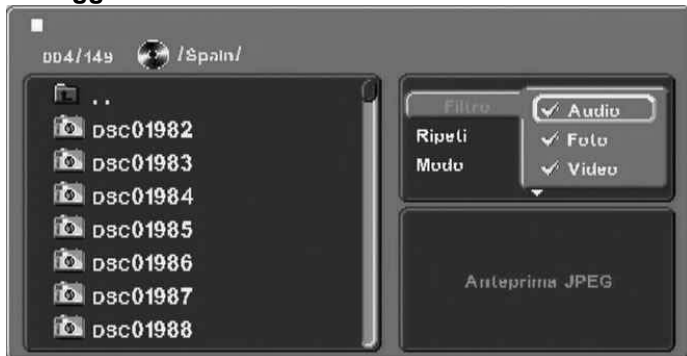 004/149 /Spain/
..
DSC01982
DSC01983
DSC01984
DSC01985
DSC01986
DSC01987
DSC01988
Filtro
Ripeti
Modo
Audio
Foto
Video
Anteprima JPEG